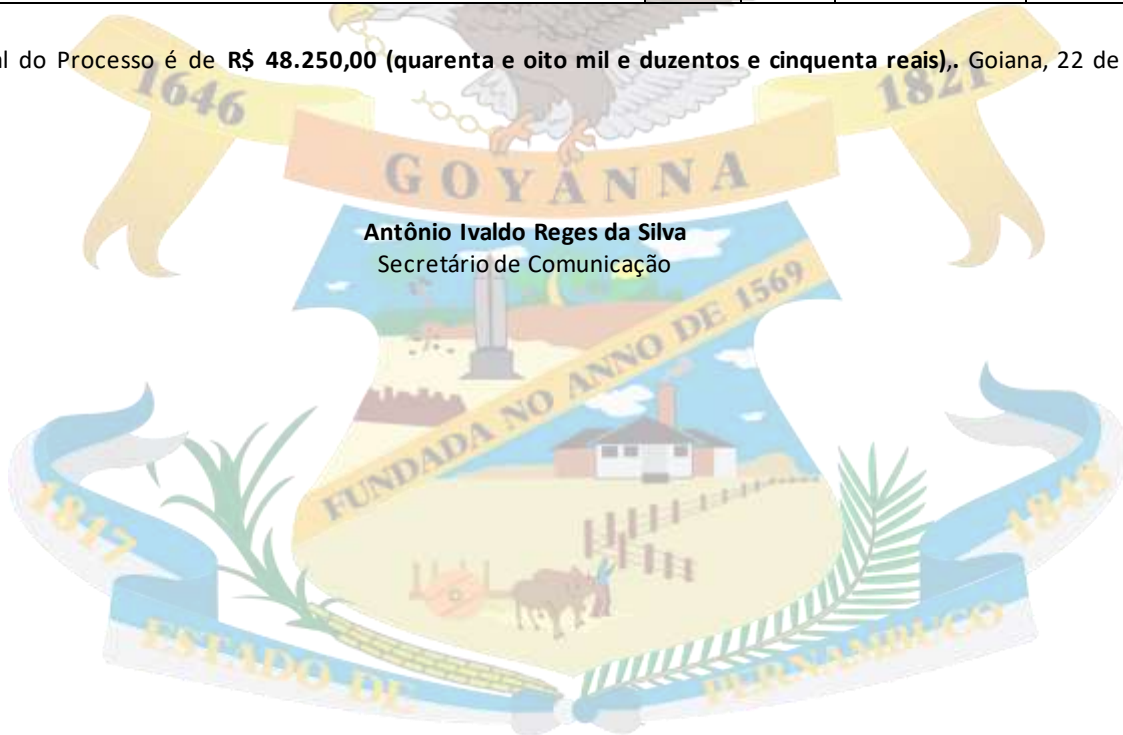 al do Processo é de R$ 48.250,00 (quarenta e oito mil e duzentos e cinquenta reais),. Goiana, 22 de
1646
1821
GOYANNA
Antônio Ivaldo Reges da Silva
Secretário de Comunicação
FUNDADA NO ANNO DE 1569
1817
1848
ESTADO DE
PERNAMBUCO